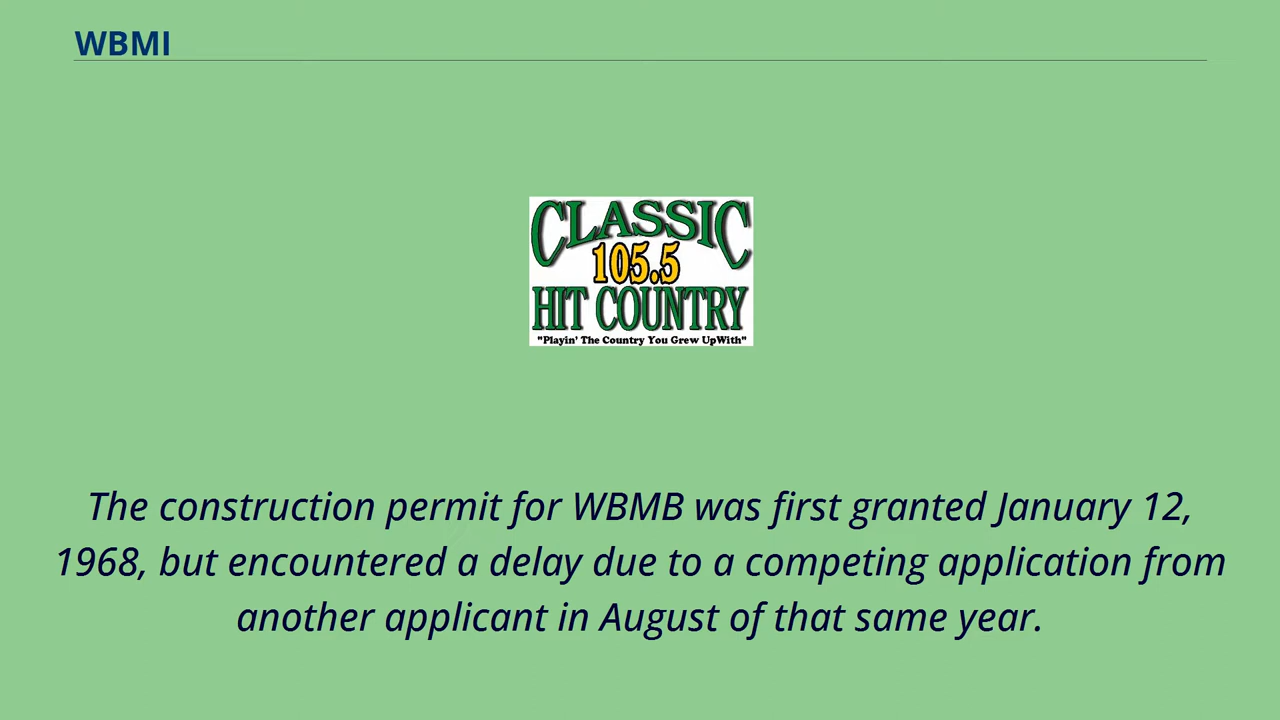 WBMI
CLASSIC
105.5
HIT COUNTRY
"Playin' The Country You Grew UpWith"
The construction permit for WBMB was first granted January 12,
1968, but encountered a delay due to a competing application from
another applicant in August of that same year.